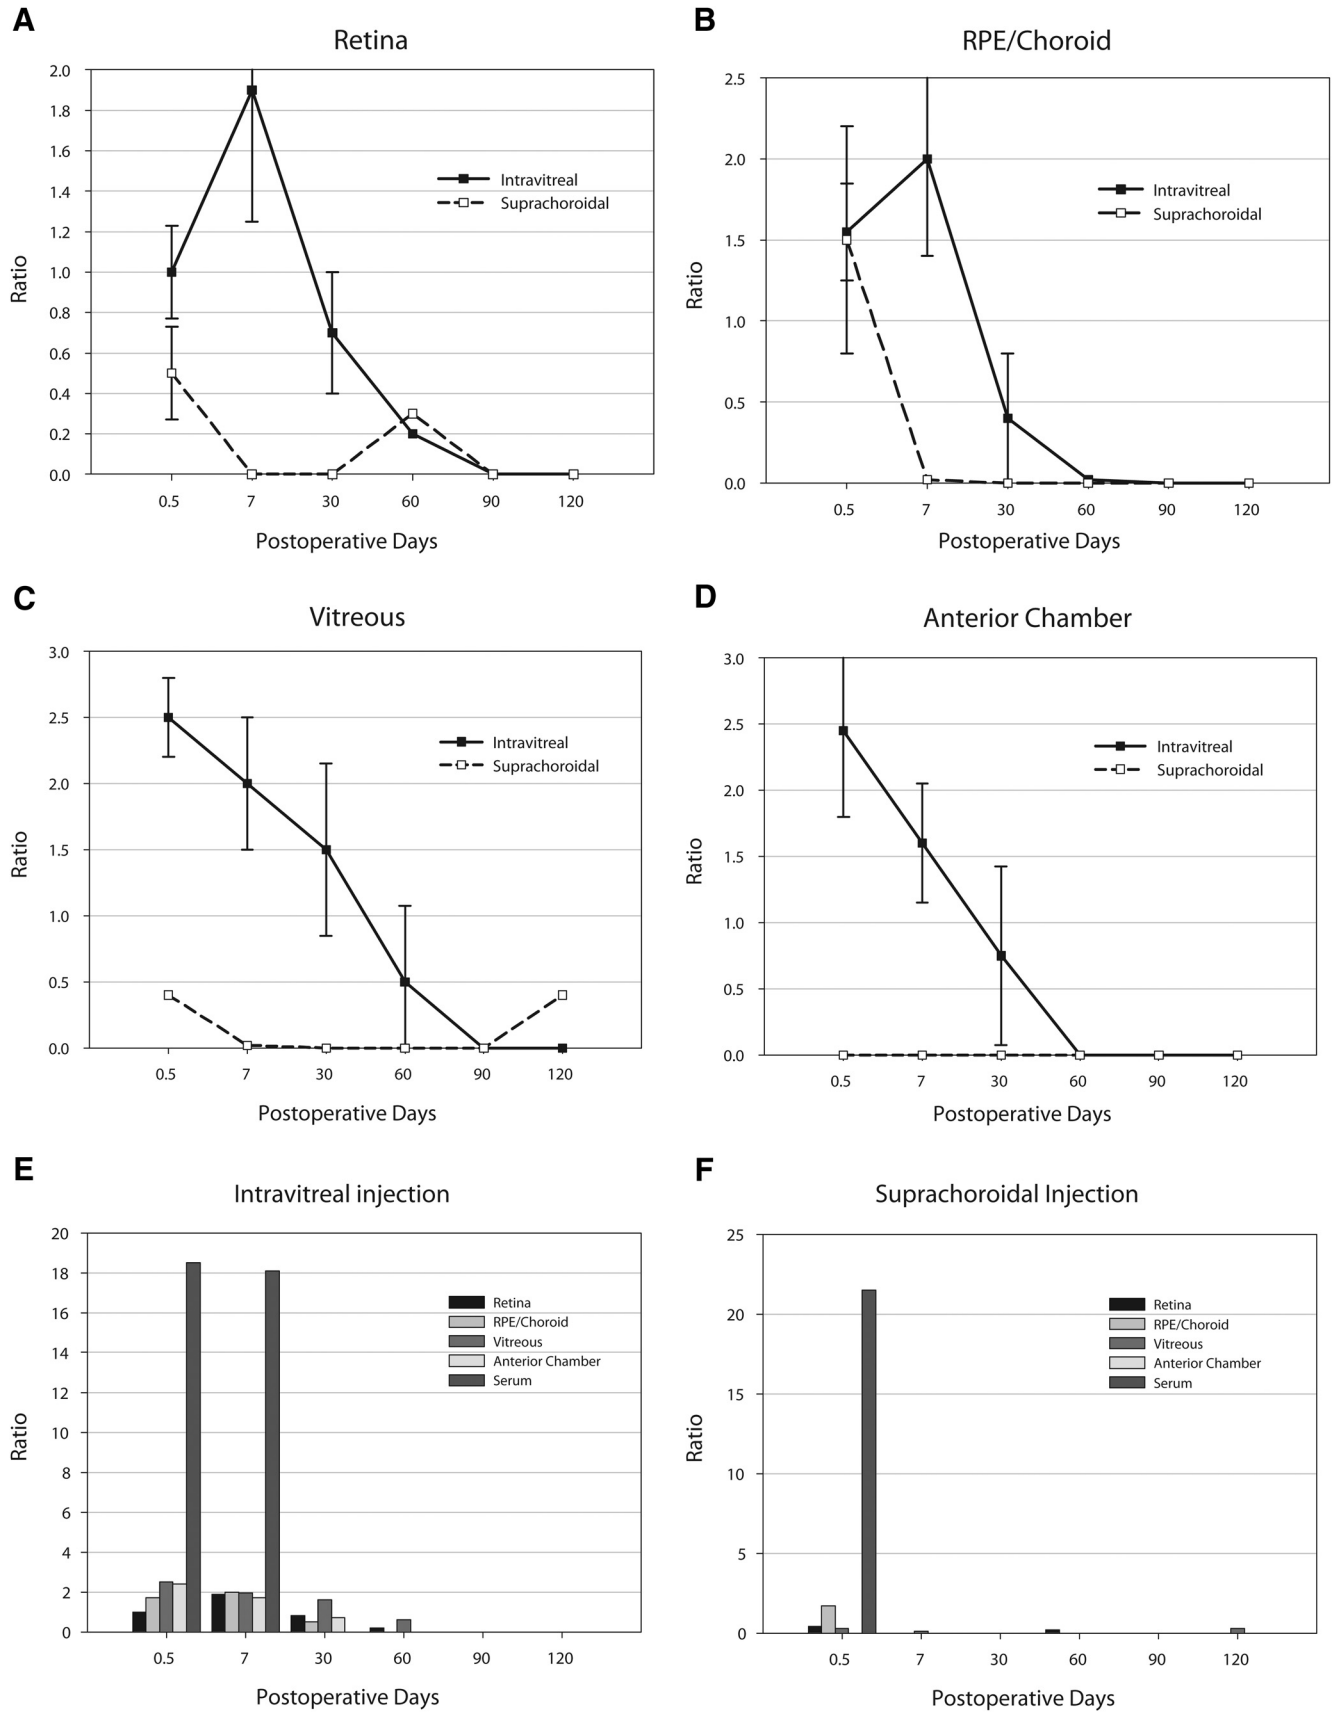 A
Retina
2.0
1.8
1.6
1.4
1.2
1.0
0.8
0.6
0.4
0.2
0.0
Ratio
Intravitreal
Suprachoroidal
0.5 7 30 60 90 120
Postoperative Days
B
RPE/Choroid
2.5
2.0
1.5
1.0
0.5
0.0
Ratio
Intravitreal
Suprachoroidal
0.5 7 30 60 90 120
Postoperative Days
C
Vitreous
3.0
2.5
2.0
1.5
1.0
0.5
0.0
Ratio
Intravitreal
Suprachoroidal
0.5 7 30 60 90 120
Postoperative Days
D
Anterior Chamber
3.0
2.5
2.0
1.5
1.0
0.5
0.0
Ratio
Intravitreal
Suprachoroidal
0.5 7 30 60 90 120
Postoperative Days
E
Intravitreal injection
20
18
16
14
12
10
8
6
4
2
0
Ratio
Retina
RPE/Choroid
Vitreous
Anterior Chamber
Serum
0.5 7 30 60 90 120
Postoperative Days
F
Suprachoroidal Injection
25
20
15
10
5
0
Ratio
Retina
RPE/Choroid
Vitreous
Anterior Chamber
Serum
0.5 7 30 60 90 120
Postoperative Days